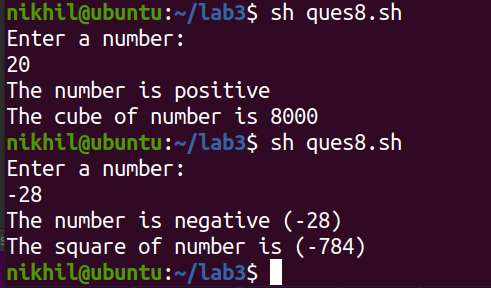 nikhil@ubuntu:~/lab3$ sh ques8.sh
Enter a number:
20
The number is positive
The cube of number is 8000
nikhil@ubuntu:~/lab3$ sh ques8.sh
Enter a number:
-28
The number is negative (-28)
The square of number is (-784)
nikhil@ubuntu:~/lab3$